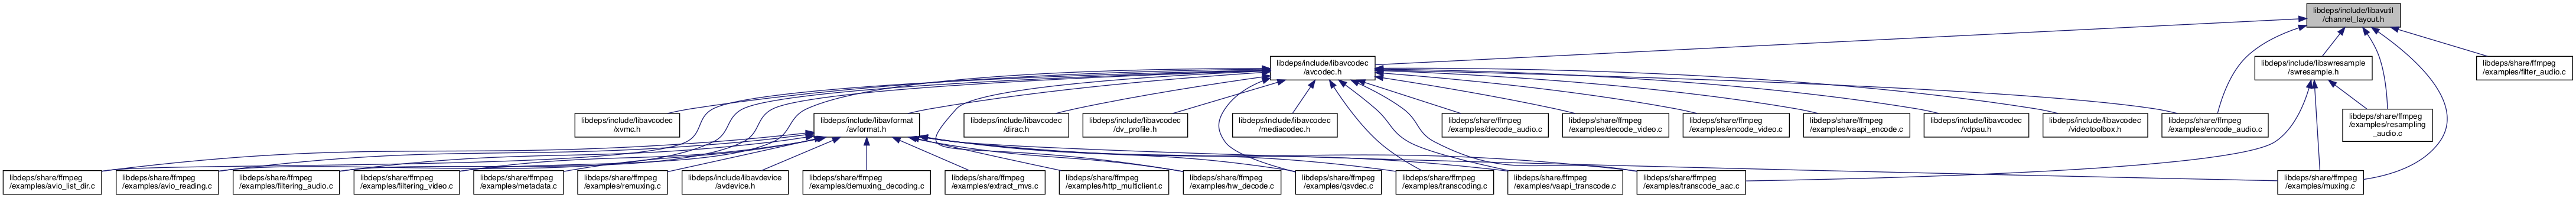 libdeps/include/libavutil
/channel_layout.h
libdeps/include/libavcodec
/avcodec.h
libdeps/include/libswresample
/swresample.h
libdeps/share/ffmpeg
/examples/filter_audio.c
libdeps/include/libavcodec
/xvmc.h
libdeps/include/libavformat
/avformat.h
libdeps/include/libavcodec
/dirac.h
libdeps/include/libavcodec
/dv_profile.h
libdeps/include/libavcodec
/mediacodec.h
libdeps/share/ffmpeg
/examples/decode_audio.c
libdeps/share/ffmpeg
/examples/decode_video.c
libdeps/share/ffmpeg
/examples/encode_video.c
libdeps/share/ffmpeg
/examples/vaapi_encode.c
libdeps/include/libavcodec
/vdpau.h
libdeps/include/libavcodec
/videotoolbox.h
libdeps/share/ffmpeg
/examples/encode_audio.c
libdeps/share/ffmpeg
/examples/resampling
_audio.c
libdeps/share/ffmpeg
/examples/avio_list_dir.c
libdeps/share/ffmpeg
/examples/avio_reading.c
libdeps/share/ffmpeg
/examples/filtering_audio.c
libdeps/share/ffmpeg
/examples/filtering_video.c
libdeps/share/ffmpeg
/examples/metadata.c
libdeps/share/ffmpeg
/examples/remuxing.c
libdeps/include/libavdevice
/avdevice.h
libdeps/share/ffmpeg
/examples/demuxing_decoding.c
libdeps/share/ffmpeg
/examples/extract_mvs.c
libdeps/share/ffmpeg
/examples/http_multiclient.c
libdeps/share/ffmpeg
/examples/hw_decode.c
libdeps/share/ffmpeg
/examples/qsvdec.c
libdeps/share/ffmpeg
/examples/transcoding.c
libdeps/share/ffmpeg
/examples/vaapi_transcode.c
libdeps/share/ffmpeg
/examples/transcode_aac.c
libdeps/share/ffmpeg
/examples/muxing.c